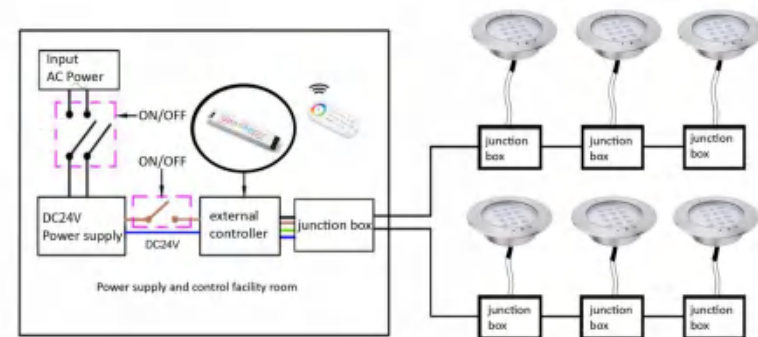 Input
AC Power
ON/OFF
ON/OFF
DC24V
Power supply
DC24V
external
controller
junction box
Power supply and control facility room
junction
box
junction
box
junction
box
junction
box
junction
box
junction
box